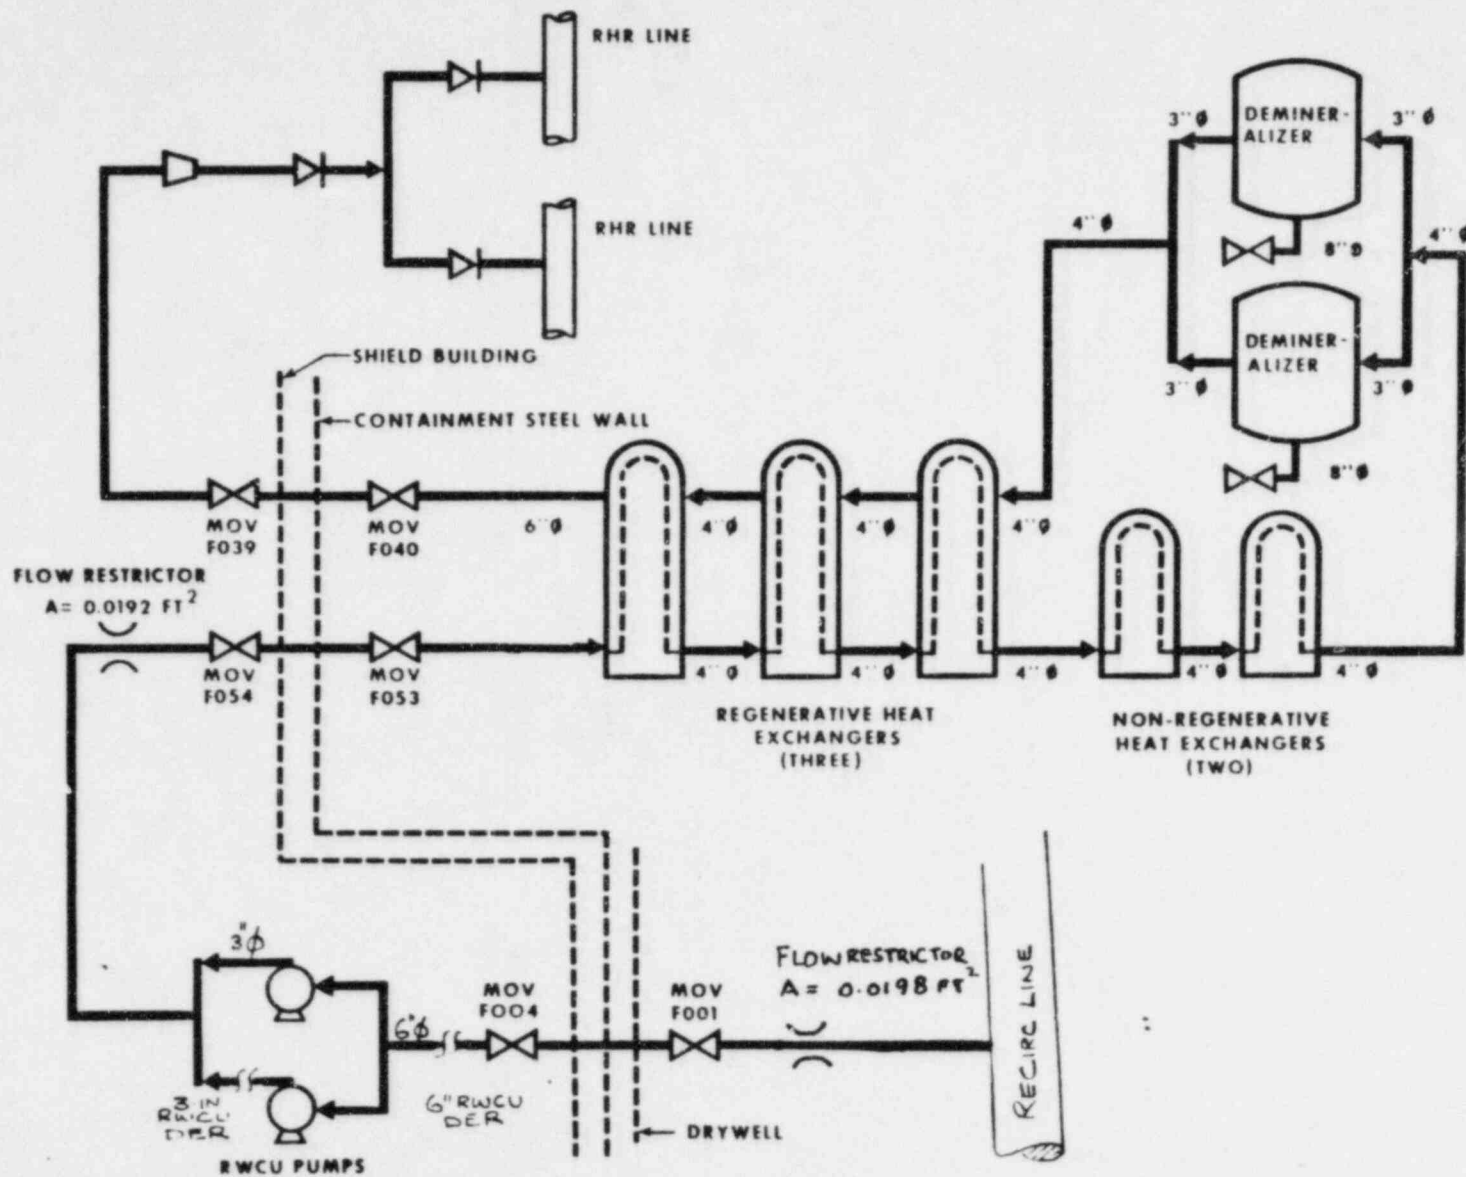 RHR LINE
RHR LINE
3"Ø
DEMINER-
ALIZER
3"Ø
4"Ø
8"Ø
4"Ø
DEMINER-
ALIZER
3"Ø
3"Ø
8"Ø
SHIELD BUILDING
CONTAINMENT STEEL WALL
MOV
F039
MOV
F040
6"Ø
4"Ø
4"Ø
4"Ø
FLOW RESTRICTOR
A= 0.0192 FT²
MOV
F054
MOV
F053
4"Ø
4"Ø
4"Ø
4"Ø
4"Ø
REGENERATIVE HEAT
EXCHANGERS
(THREE)
NON-REGENERATIVE
HEAT EXCHANGERS
(TWO)
3"Ø
6"Ø
MOV
F004
MOV
F001
FLOW RESTRICTOR
A= 0.0198 FT²
RECIRC LINE
3 IN
RWCU
DER
6" RWCU
DER
DRYWELL
RWCU PUMPS